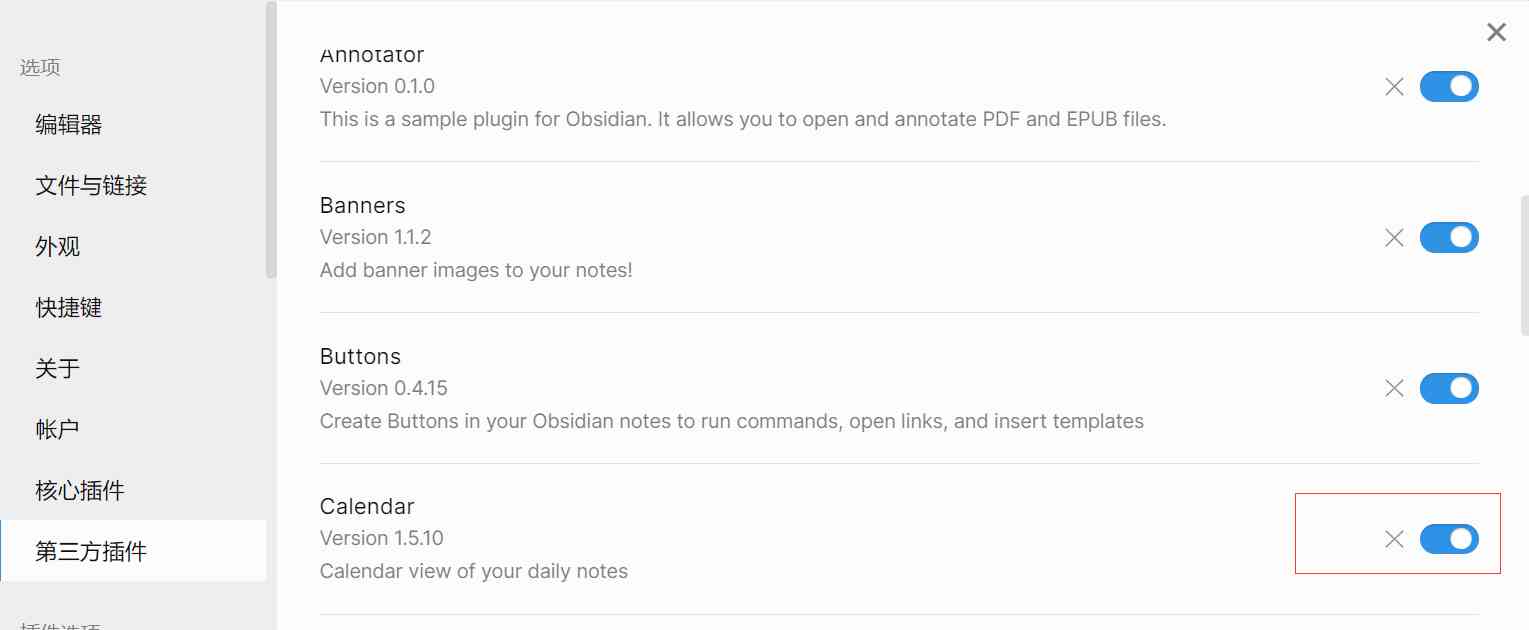 选项
编辑器
文件与链接
外观
快捷键
关于
帐户
核心插件
第三方插件
插件选项
Annotator
Version 0.1.0
This is a sample plugin for Obsidian. It allows you to open and annotate PDF and EPUB files.
Banners
Version 1.1.2
Add banner images to your notes!
Buttons
Version 0.4.15
Create Buttons in your Obsidian notes to run commands, open links, and insert templates
Calendar
Version 1.5.10
Calendar view of your daily notes